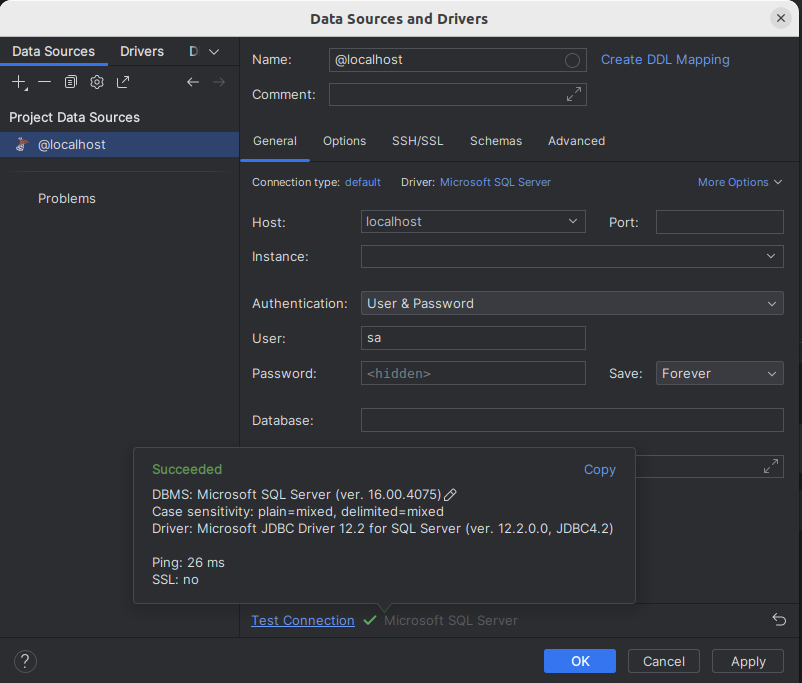 Data Sources and Drivers
Data Sources Drivers D
Name: @localhost Create DDL Mapping
Comment:
Project Data Sources
@localhost
Problems
General Options SSH/SSL Schemas Advanced
Connection type: default Driver: Microsoft SQL Server More Options
Host: localhost Port:
Instance:
Authentication: User & Password
User: sa
Password: <hidden> Save: Forever
Database:
Succeeded Copy
DBMS: Microsoft SQL Server (ver. 16.00.4075)
Case sensitivity: plain=mixed, delimited=mixed
Driver: Microsoft JDBC Driver 12.2 for SQL Server (ver. 12.2.0.0, JDBC4.2)
Ping: 26 ms
SSL: no
Test Connection Microsoft SQL Server
? OK Cancel Apply